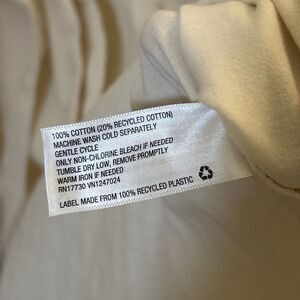 100% COTTON (20% RECYCLED COTTON)
MACHINE WASH COLD SEPARATELY
GENTLE CYCLE
ONLY NON-CHLORINE BLEACH IF NEEDED
TUMBLE DRY LOW, REMOVE PROMPTLY
WARM IRON IF NEEDED
RN17730 VN1247024
LABEL MADE FROM 100% RECYCLED PLASTIC